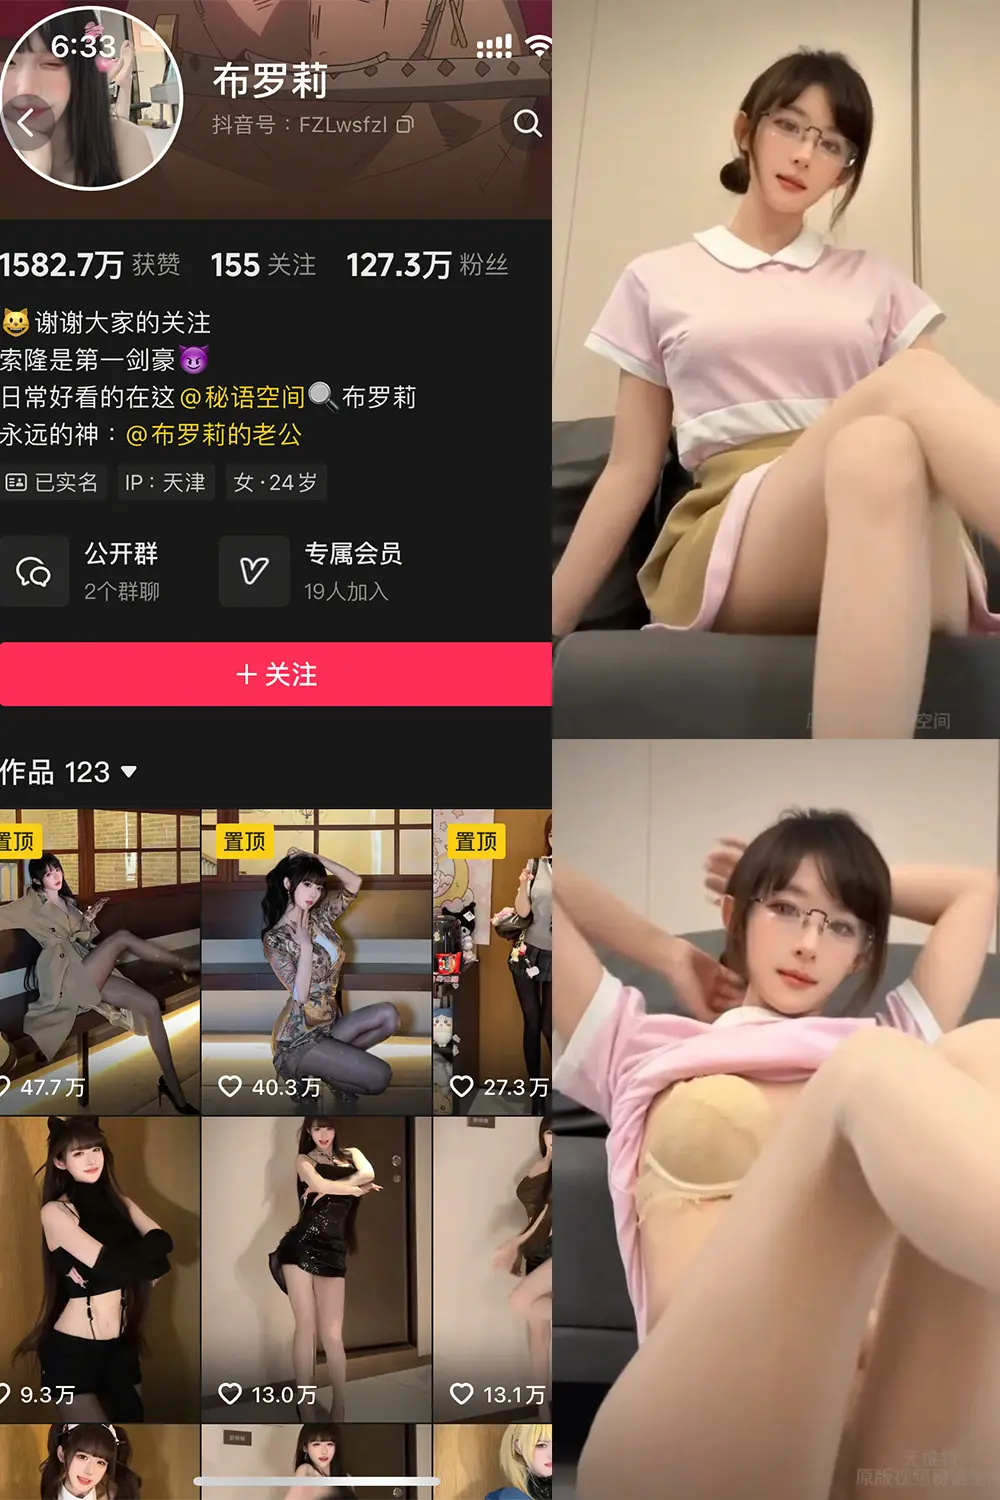 6:33
布罗莉
抖音号：FZLwsfzl
1582.7万 获赞 155 关注 127.3万 粉丝
😺谢谢大家的关注
索隆是第一剑豪😈
日常好看的在这@秘语空间🔍布罗莉
永远的神：@布罗莉的老公
已实名 IP：天津 女·24岁
公开群 专属会员
2个群聊 19人加入
+ 关注
作品 123
置顶 置顶 置顶
47.7万 40.3万 27.3万
9.3万 13.0万 13.1万
空间
原版视频